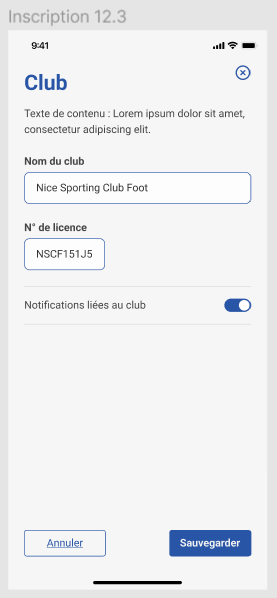 Inscription 12.3
9:41
Club
Texte de contenu : Lorem ipsum dolor sit amet,
consectetur adipiscing elit.
Nom du club
Nice Sporting Club Foot
N° de licence
NSCF151J5
Notifications liées au club
Annuler
Sauvegarder